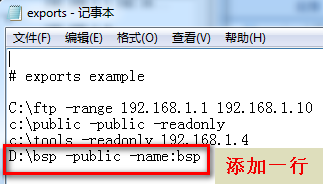 exports - 记事本
文件(F) 编辑(E) 格式(O) 查看(V) 帮助(H)
# exports example
C:\ftp -range 192.168.1.1 192.168.1.10
c:\public -public -readonly
c:\tools -readonly 192.168.1.4
D:\bsp -public -name:bsp
添加一行